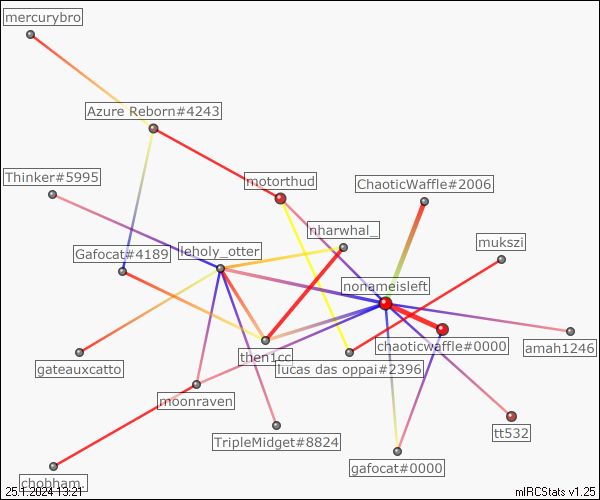 mercurybro
Azure Reborn#4243
Thinker#5995
motorthud
ChaoticWaffle#2006
nharwhal_
mukszi
Gafocat#4189
leholy_otter
nonameisleft
then1cc
chaoticwaffle#0000
amah1246
gateauxcatto
lucas das oppai#2396
moonraven
tt532
TripleMidget#8824
gafocat#0000
chobham.
25.1.2024 13:21
mIRCStats v1.25